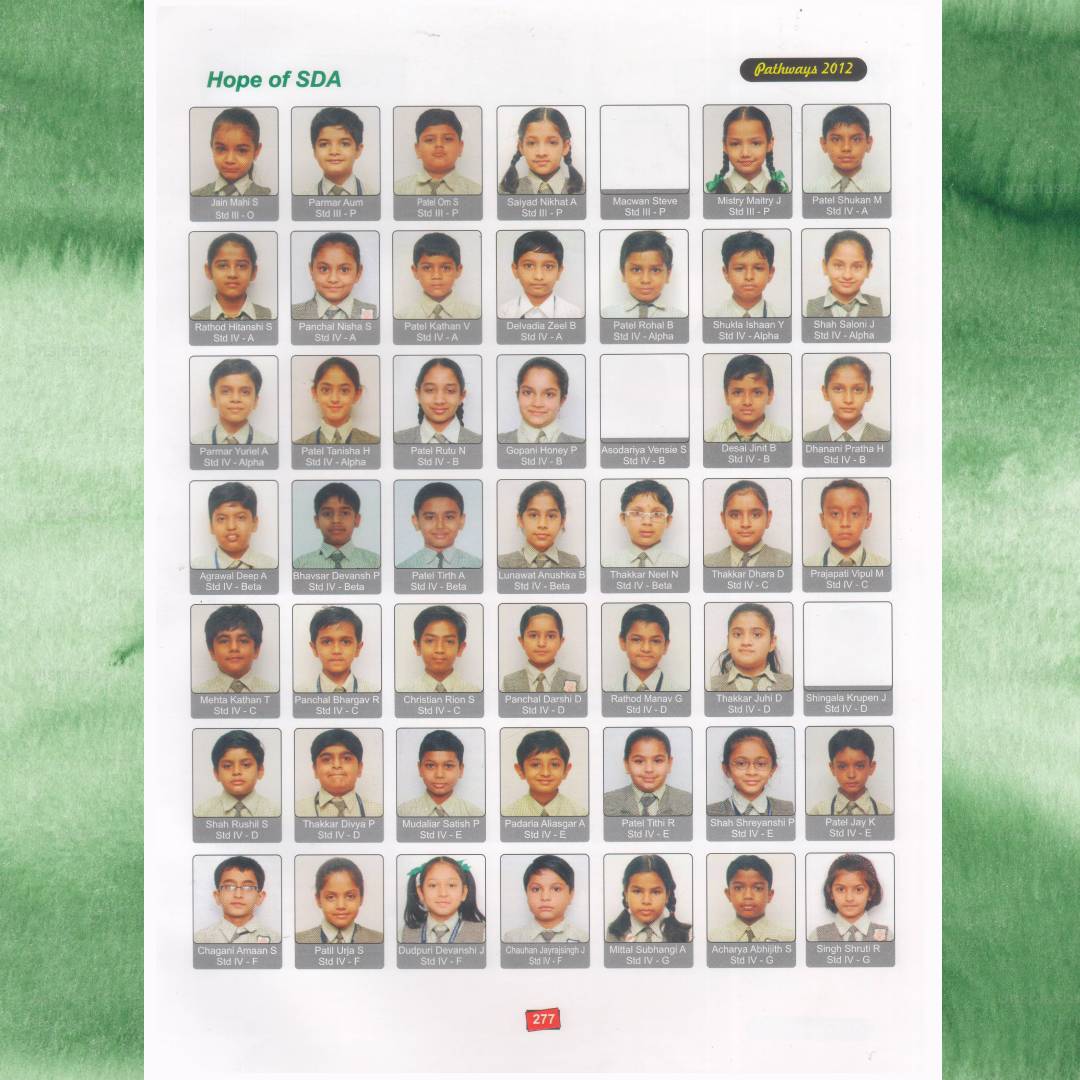 Hope of SDA
Pathways 2012
Jain Mahi S
Std III - O
Parmar Aum
Std III - P
Patel Om S
Std III - P
Saiyad Nikhat A
Std III - P
Macwan Steve
Std III - P
Mistry Maitry J
Std III - P
Patel Shukan M
Std IV - A
Rathod Hitanshi S
Std IV - A
Panchal Nisha S
Std IV - A
Patel Kathan V
Std IV - A
Delvadia Zeel B
Std IV - A
Patel Rohal B
Std IV - Alpha
Shukla Ishaan Y
Std IV - Alpha
Shah Saloni J
Std IV - Alpha
Parmar Yuriel A
Std IV - Alpha
Patel Tanisha H
Std IV - Alpha
Patel Rutu N
Std IV - B
Gopani Honey P
Std IV - B
Asodariya Vensie S
Std IV - B
Desai Jinit B
Std IV - B
Dhanani Pratha H
Std IV - B
Agrawal Deep A
Std IV - Beta
Bhavsar Devansh P
Std IV - Beta
Patel Tirth A
Std IV - Beta
Lunawat Anushka B
Std IV - Beta
Thakkar Neel N
Std IV - Beta
Thakkar Dhara D
Std IV - C
Prajapati Vipul M
Std IV - C
Mehta Kathan T
Std IV - C
Panchal Bhargav R
Std IV - C
Christian Rion S
Std IV - C
Panchal Darshi D
Std IV - D
Rathod Manav G
Std IV - D
Thakkar Juhi D
Std IV - D
Shingala Krupen J
Std IV - D
Shah Rushil S
Std IV - D
Thakkar Divya P
Std IV - D
Mudaliar Satish P
Std IV - E
Padaria Aliasgar A
Std IV - E
Patel Tithi R
Std IV - E
Shah Shreyanshi P
Std IV - E
Patel Jay K
Std IV - E
Chagani Amaan S
Std IV - F
Patil Urja S
Std IV - F
Dudpuri Devanshi J
Std IV - F
Chauhan Jayrajsingh J
Std IV - F
Mittal Subhangi A
Std IV - G
Acharya Abhijith S
Std IV - G
Singh Shruti R
Std IV - G
277